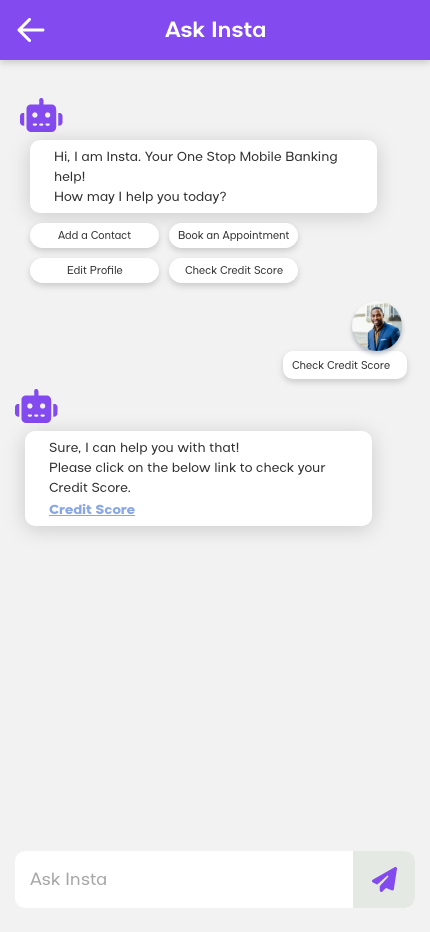 Ask Insta
Hi, I am Insta. Your One Stop Mobile Banking
help!
How may I help you today?
Add a Contact
Book an Appointment
Edit Profile
Check Credit Score
Check Credit Score
Sure, I can help you with that!
Please click on the below link to check your
Credit Score.
Credit Score
Ask Insta